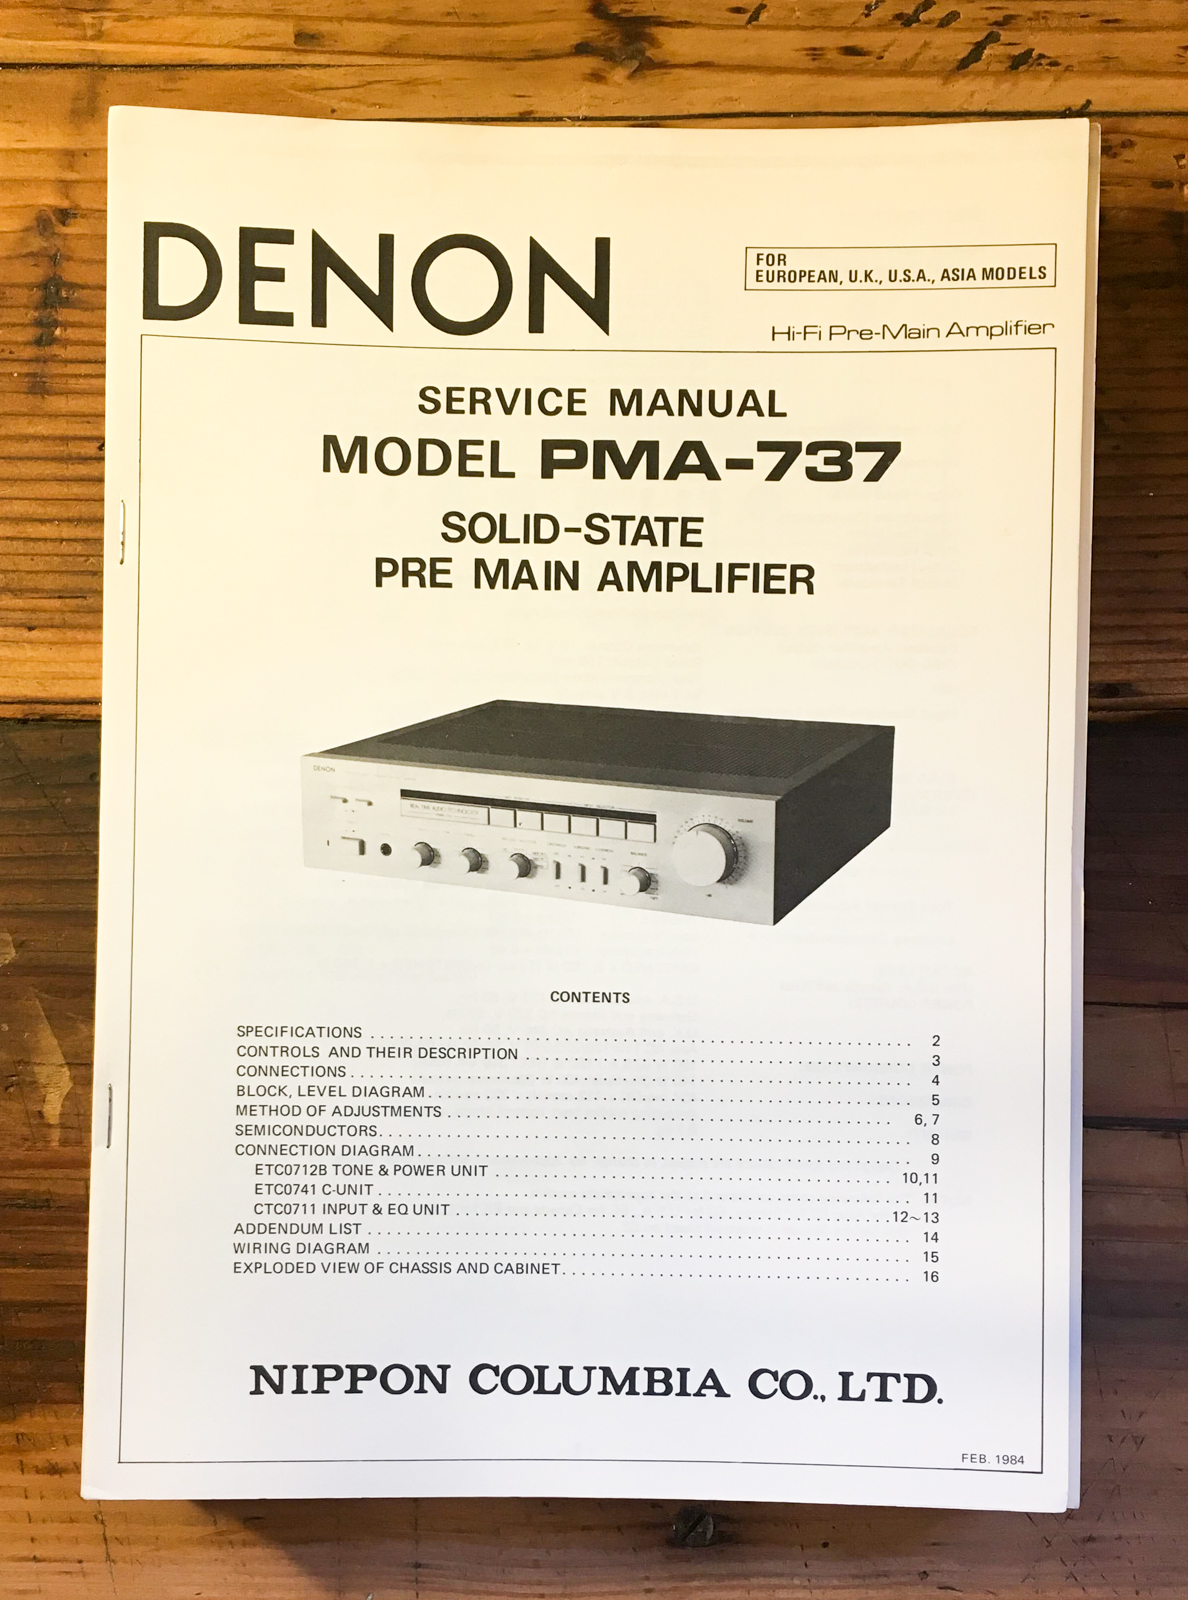 DENON
FOR
EUROPEAN, U.K., U.S.A., ASIA MODELS
Hi-Fi Pre-Main Amplifier
SERVICE MANUAL
MODEL PMA-737
SOLID-STATE
PRE MAIN AMPLIFIER
DENON
VOLUME
CONTENTS
SPECIFICATIONS . . . . . . . . . . . . . . . . . . . . 2
CONTROLS AND THEIR DESCRIPTION . . . . . . . . . . . . . . . . . . . . 3
CONNECTIONS . . . . . . . . . . . . . . . . . . . . 4
BLOCK, LEVEL DIAGRAM . . . . . . . . . . . . . . . . . . . . 5
METHOD OF ADJUSTMENTS . . . . . . . . . . . . . . . . . . . . 6, 7
SEMICONDUCTORS . . . . . . . . . . . . . . . . . . . . 8
CONNECTION DIAGRAM . . . . . . . . . . . . . . . . . . . . 9
ETC0712B TONE & POWER UNIT . . . . . . . . . . . . . . . . . . . . 10,11
ETC0741 C-UNIT . . . . . . . . . . . . . . . . . . . . 11
CTC0711 INPUT & EQ UNIT . . . . . . . . . . . . . . . . . . . . 12~13
ADDENDUM LIST . . . . . . . . . . . . . . . . . . . . 14
WIRING DIAGRAM . . . . . . . . . . . . . . . . . . . . 15
EXPLODED VIEW OF CHASSIS AND CABINET . . . . . . . . . . . . . . . . . . . . 16
NIPPON COLUMBIA CO., LTD.
FEB. 1984